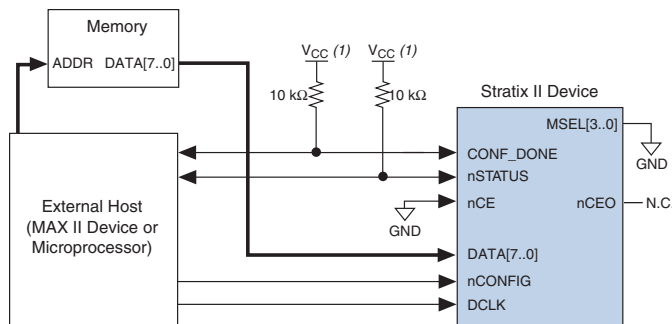 Memory
ADDR DATA[7..0]
V_CC (1) V_CC (1)
10 kΩ 10 kΩ
Stratix II Device
MSEL[3..0]
GND
CONF_DONE
nSTATUS
nCE nCEO N.C.
GND
External Host
(MAX II Device or
Microprocessor)
DATA[7..0]
nCONFIG
DCLK